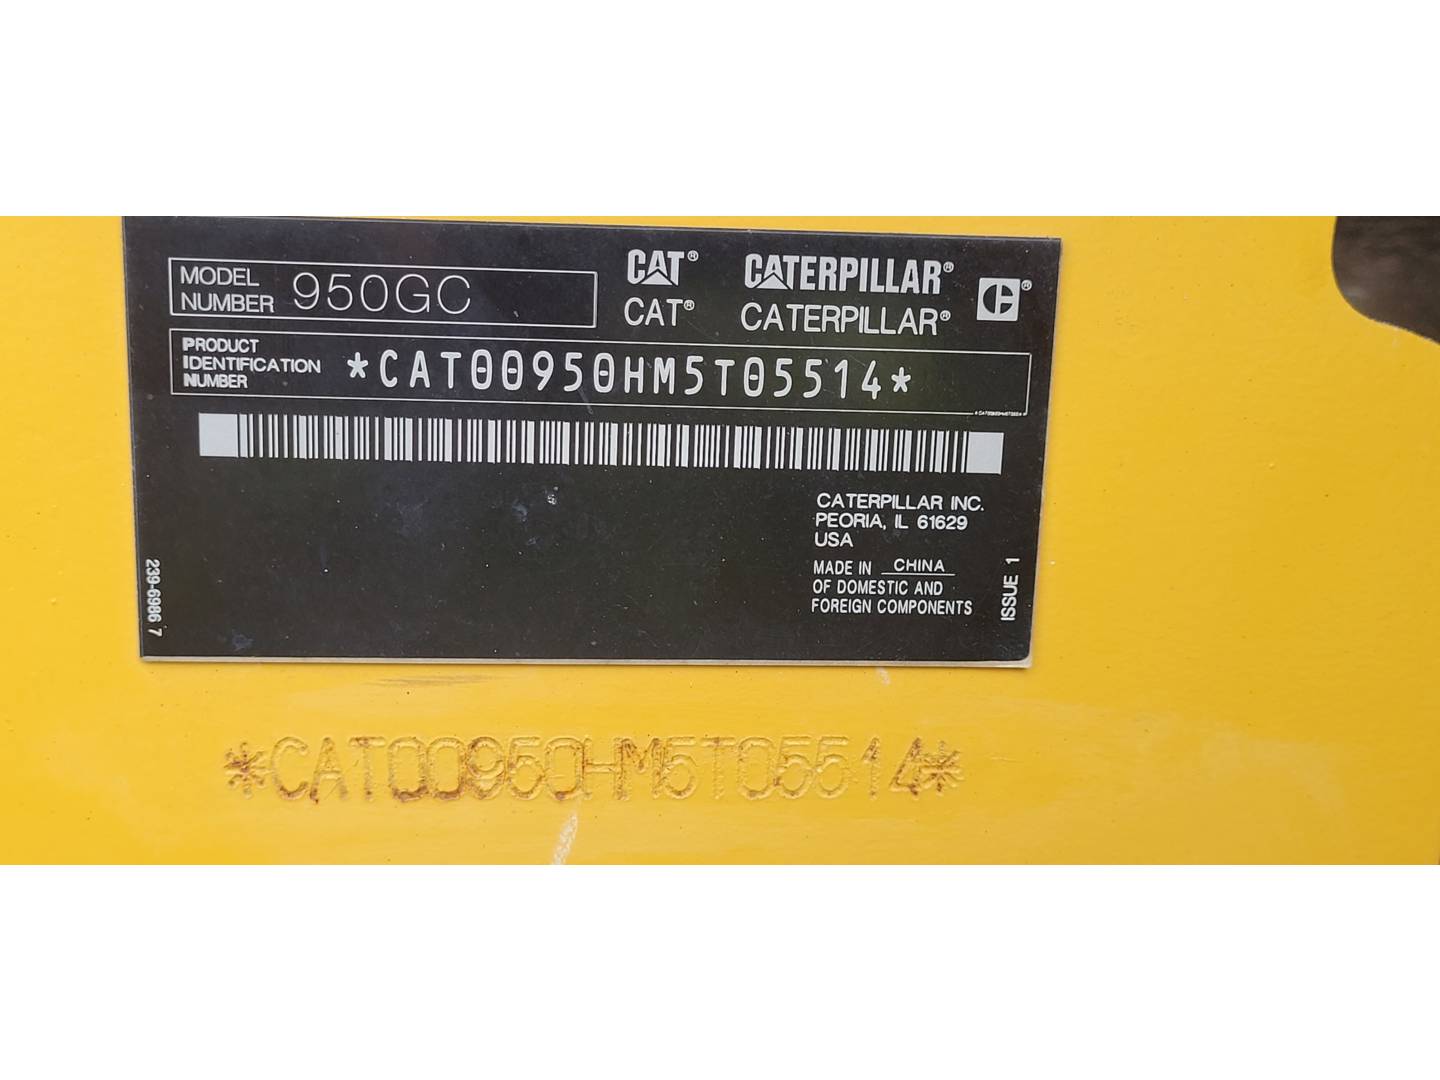 MODEL
NUMBER 950GC
CAT® CATERPILLAR®
CAT® CATERPILLAR®
C®
PRODUCT
IDENTIFICATION
NUMBER
*CAT00950HM5T05514*
CATERPILLAR INC.
PEORIA, IL 61629
USA
MADE IN CHINA
OF DOMESTIC AND
FOREIGN COMPONENTS
ISSUE 1
239-6986 7
*CAT00950HM5T05514*